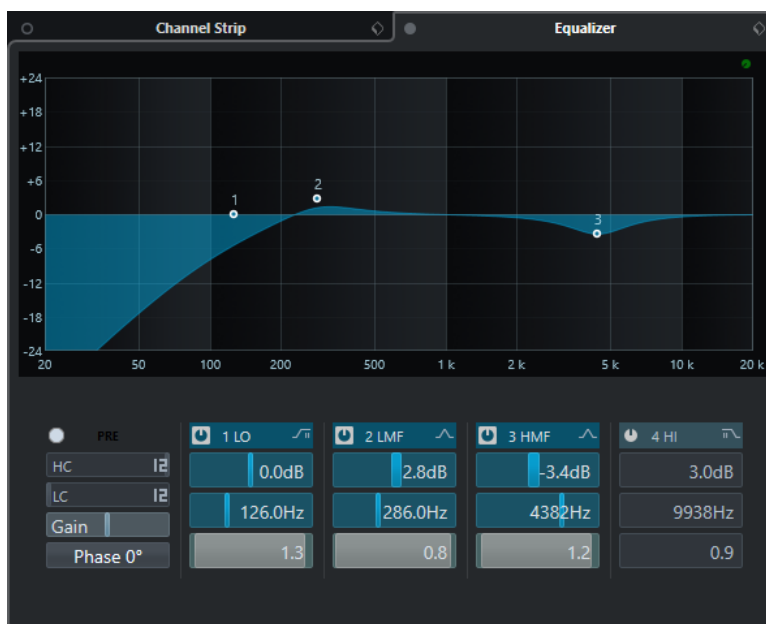 Channel Strip Equalizer
+24
+18
+12
+6
0
-6
-12
-18
-24
1
2
3
20 50 100 200 500 1 k 2 k 5 k 10 k 20 k
PRE 1 LO 2 LMF 3 HMF 4 HI
HC 12 0.0dB 2.8dB -3.4dB 3.0dB
LC 12 126.0Hz 286.0Hz 4382Hz 9938Hz
Gain 1.3 0.8 1.2 0.9
Phase 0°